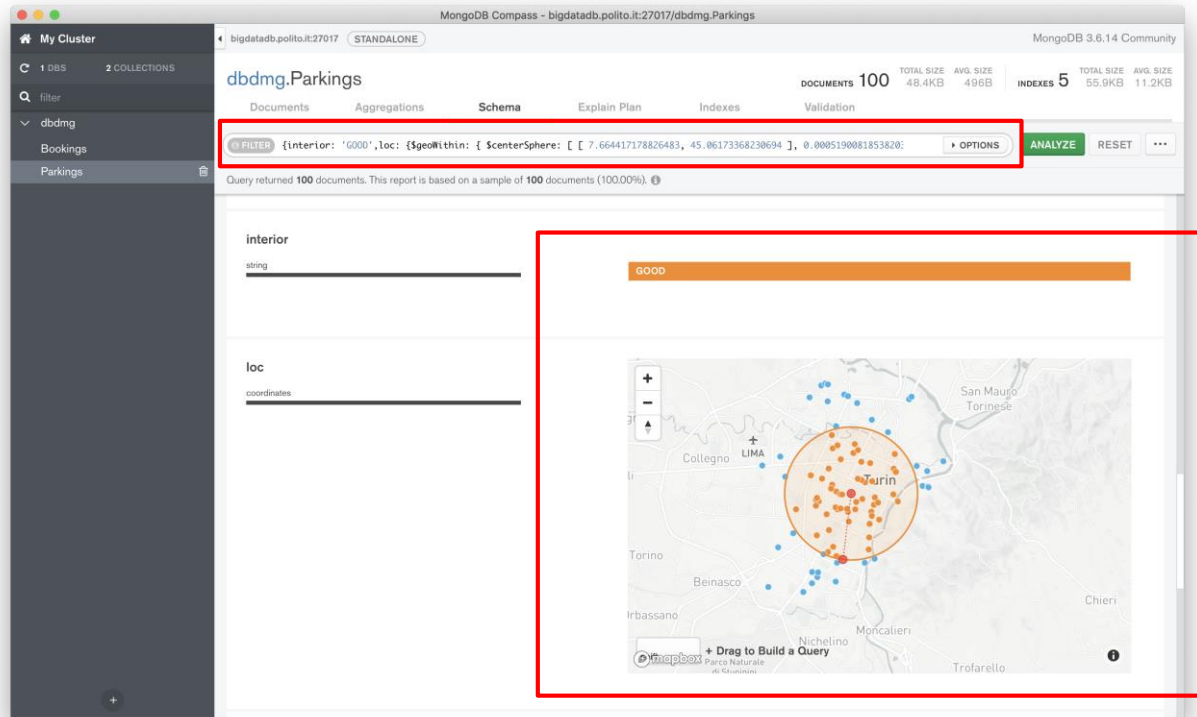 MongoDB Compass - bigdatadb.polito.it:27017/dbdmg.Parkings
My Cluster
bigdatadb.polito.it:27017 STANDALONE
MongoDB 3.6.14 Community
1 DBS 2 COLLECTIONS
filter
dbdmg
Bookings
Parkings
dbdmg.Parkings
DOCUMENTS 100 TOTAL SIZE 48.4KB AVG. SIZE 496B INDEXES 5 TOTAL SIZE 55.9KB AVG. SIZE 11.2KB
Documents Aggregations Schema Explain Plan Indexes Validation
FILTER {interior: 'GOOD',loc: {$geoWithin: { $centerSphere: [ [ 7.664417178826483, 45.06173368230694 ], 0.0005190081853820 OPTIONS ANALYZE RESET ...
Query returned 100 documents. This report is based on a sample of 100 documents (100.00%).
interior
string
GOOD
loc
coordinates
+
−
San Mauro
Torinese
Collegno
LIMA
Turin
Torino
Beinasco
Orbassano
Chieri
Moncalieri
Nichelino
+ Drag to Build a Query
mapbox
Parco Naturale
di Stupinigi
Trofarello
+